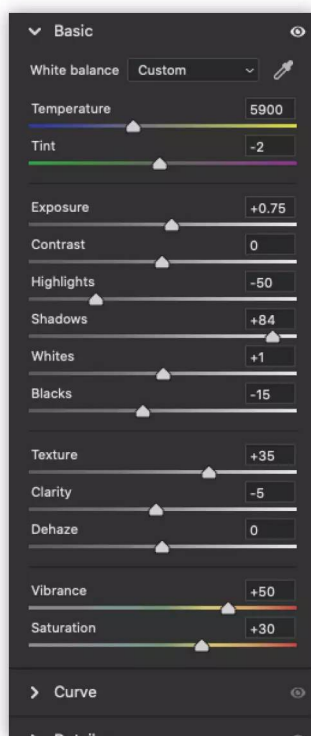 Basic
White balance Custom
Temperature 5900
Tint -2
Exposure +0.75
Contrast 0
Highlights -50
Shadows +84
Whites +1
Blacks -15
Texture +35
Clarity -5
Dehaze 0
Vibrance +50
Saturation +30
Curve